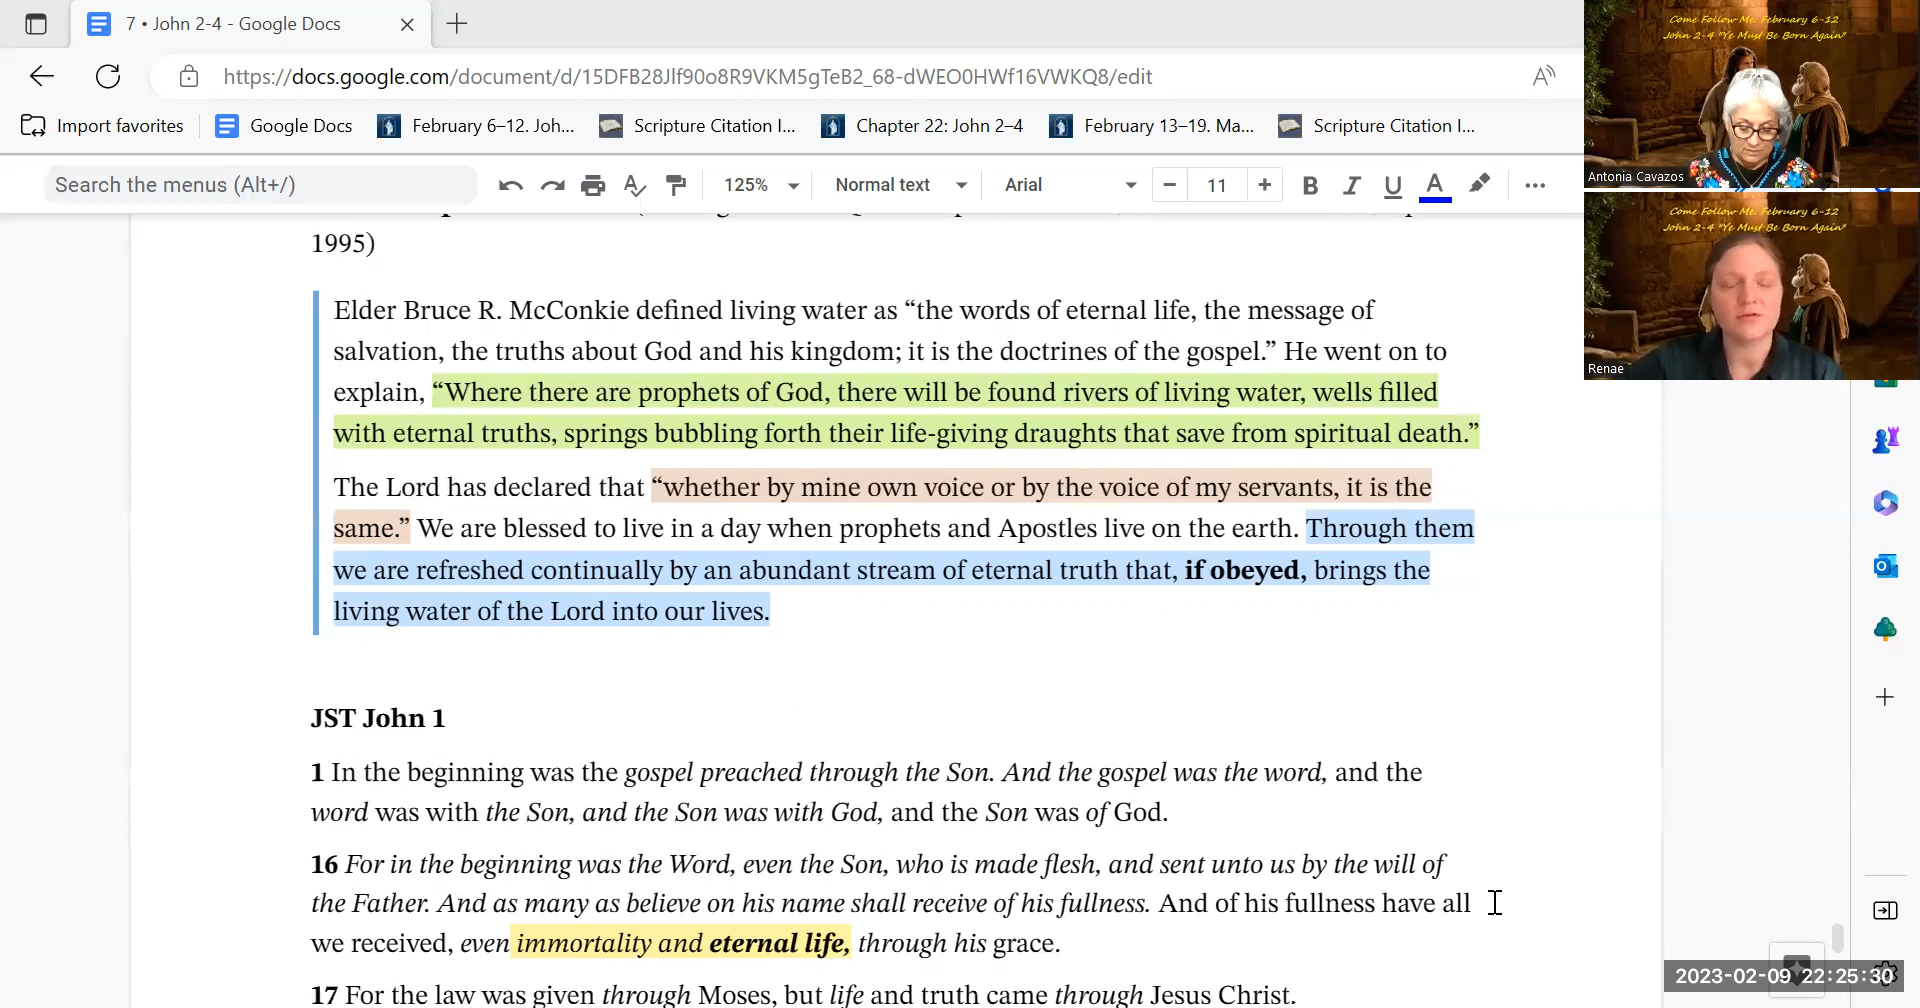 7 • John 2-4 - Google Docs
https://docs.google.com/document/d/15DFB28Jlf90o8R9VKM5gTeB2_68-dWEO0HWf16VWKQ8/edit
Import favorites
Google Docs
February 6–12. Joh...
Scripture Citation I...
Chapter 22: John 2–4
February 13–19. Ma...
Scripture Citation I...
Search the menus (Alt+/)
125%
Normal text
Arial
11
Come Follow Me: February 6-12
John 2-4 "Ye Must Be Born Again"
Antonia Cavazos
Come Follow Me: February 6-12
John 2-4 "Ye Must Be Born Again"
Renae
1995)
Elder Bruce R. McConkie defined living water as “the words of eternal life, the message of
salvation, the truths about God and his kingdom; it is the doctrines of the gospel.” He went on to
explain, “Where there are prophets of God, there will be found rivers of living water, wells filled
with eternal truths, springs bubbling forth their life-giving draughts that save from spiritual death.”
The Lord has declared that “whether by mine own voice or by the voice of my servants, it is the
same.” We are blessed to live in a day when prophets and Apostles live on the earth. Through them
we are refreshed continually by an abundant stream of eternal truth that, if obeyed, brings the
living water of the Lord into our lives.
JST John 1
1 In the beginning was the gospel preached through the Son. And the gospel was the word, and the
word was with the Son, and the Son was with God, and the Son was of God.
16 For in the beginning was the Word, even the Son, who is made flesh, and sent unto us by the will of
the Father. And as many as believe on his name shall receive of his fullness. And of his fullness have all
we received, even immortality and eternal life, through his grace.
17 For the law was given through Moses, but life and truth came through Jesus Christ.
2023-02-09 22:25:30